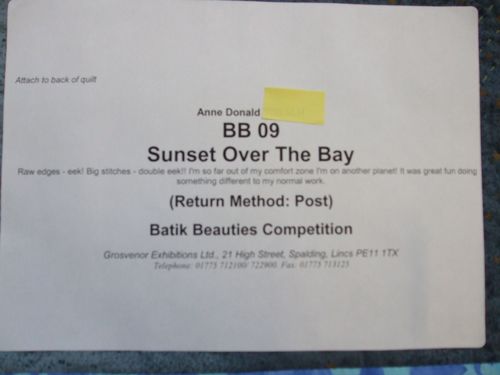 Attach to back of quilt
Anne Donald
BB 09
Sunset Over The Bay
Raw edges - eek! Big stitches - double eek!! I'm so far out of my comfort zone I'm on another planet! It was great fun doing
something different to my normal work.
(Return Method: Post)
Batik Beauties Competition
Grosvenor Exhibitions Ltd., 21 High Street, Spalding, Lincs PE11 1TX
Telephone: 01775 712100/ 722900. Fax: 01775 713125